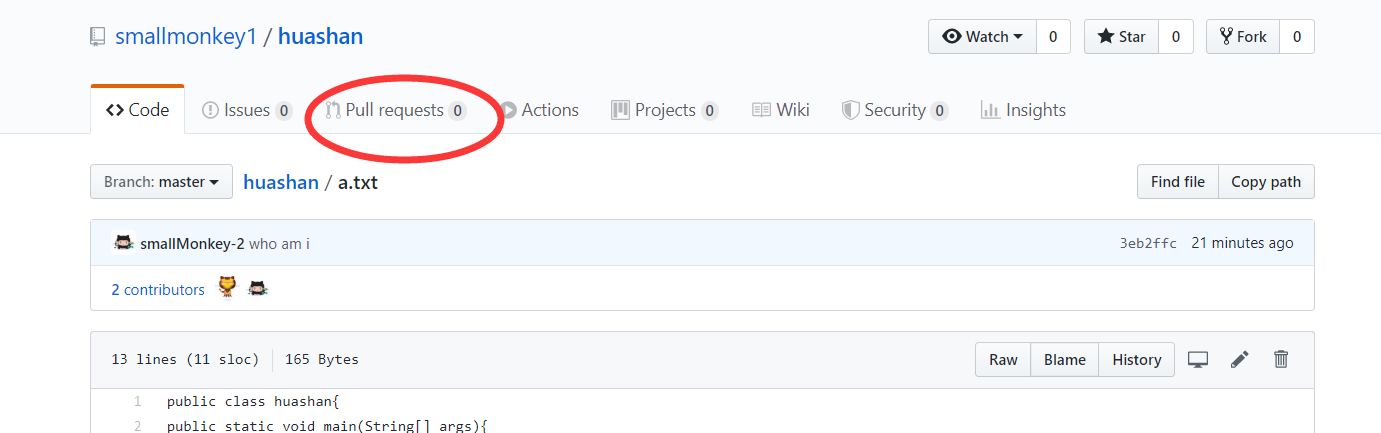 smallmonkey1 / huashan Watch 0 Star 0 Fork 0
Code Issues 0 Pull requests 0 Actions Projects 0 Wiki Security 0 Insights
Branch: master huashan / a.txt Find file Copy path
smallMonkey-2 who am i 3eb2ffc 21 minutes ago
2 contributors
13 lines (11 sloc) 165 Bytes Raw Blame History
1 public class huashan{
2 public static void main(String[] args){